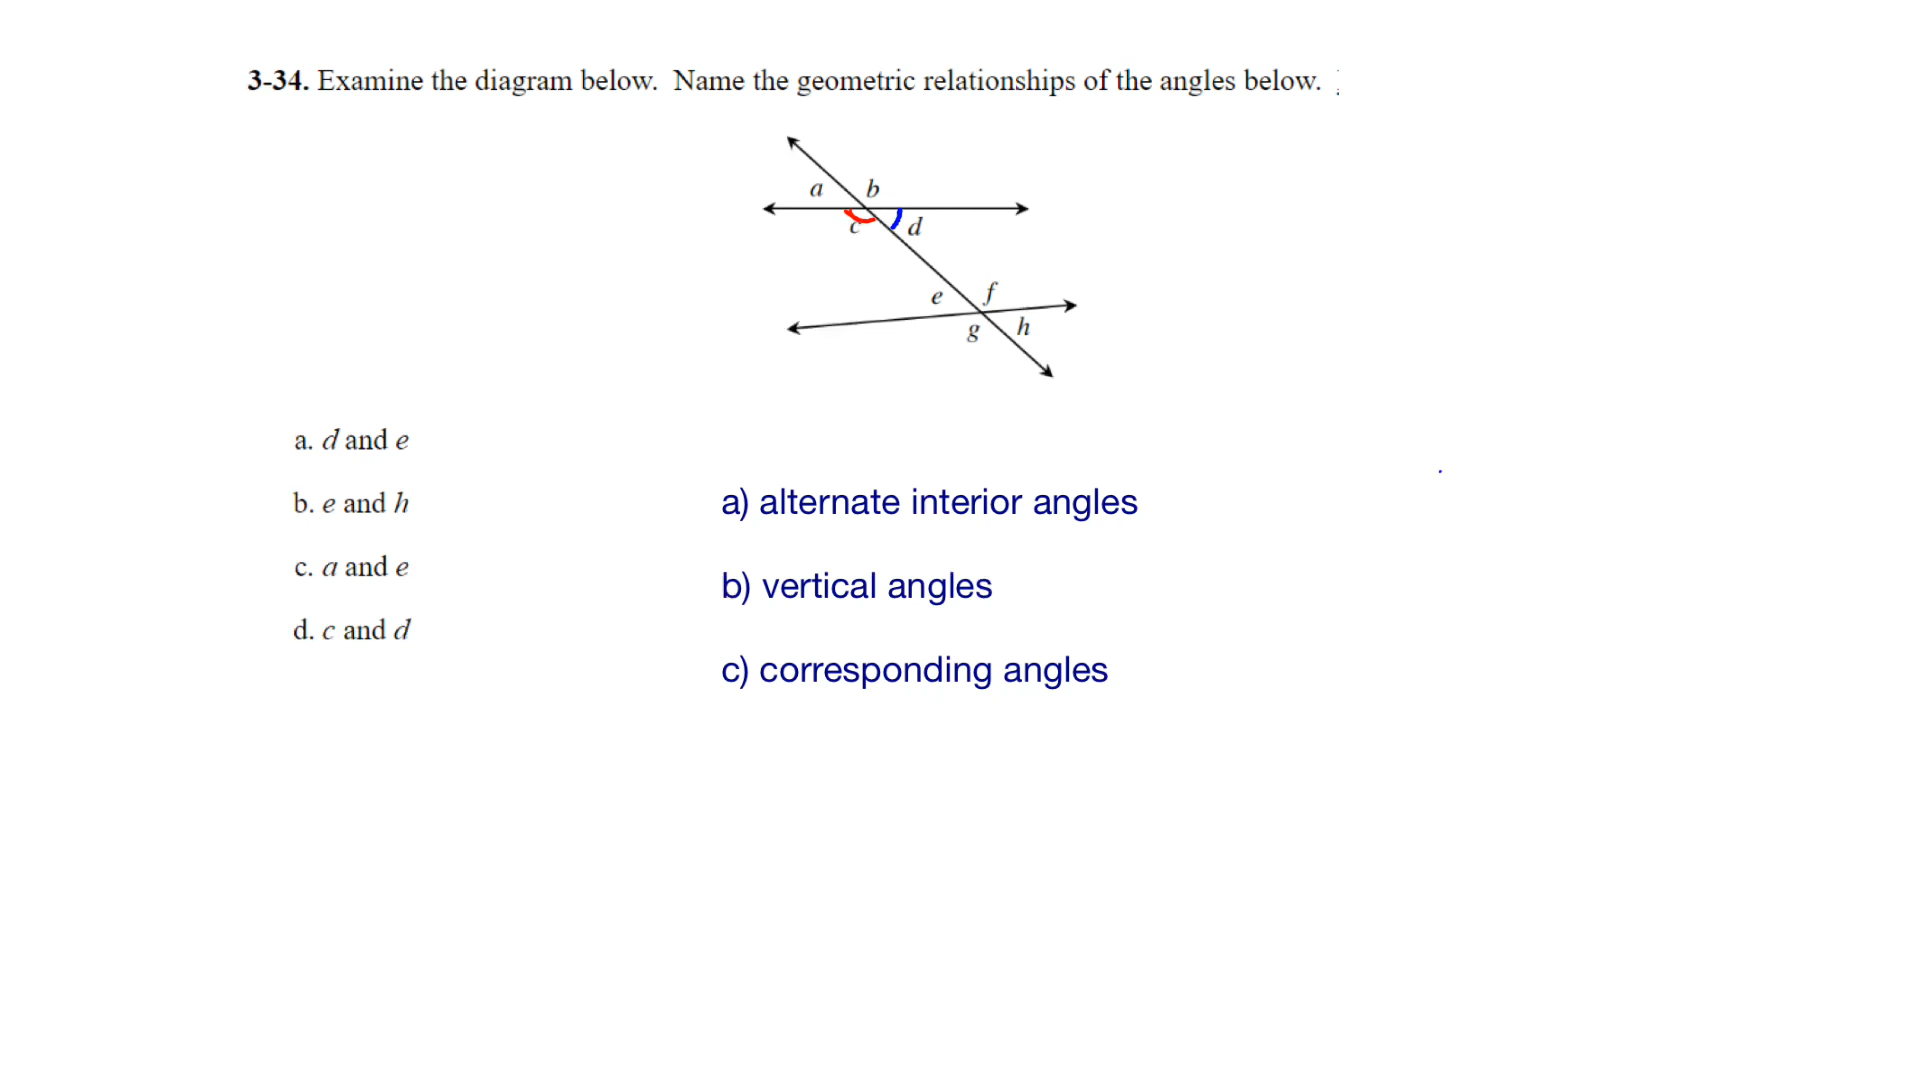 3-34. Examine the diagram below. Name the geometric relationships of the angles below.
a b
c d
e f
g h
a. d and e
b. e and h
c. a and e
d. c and d
a) alternate interior angles
b) vertical angles
c) corresponding angles